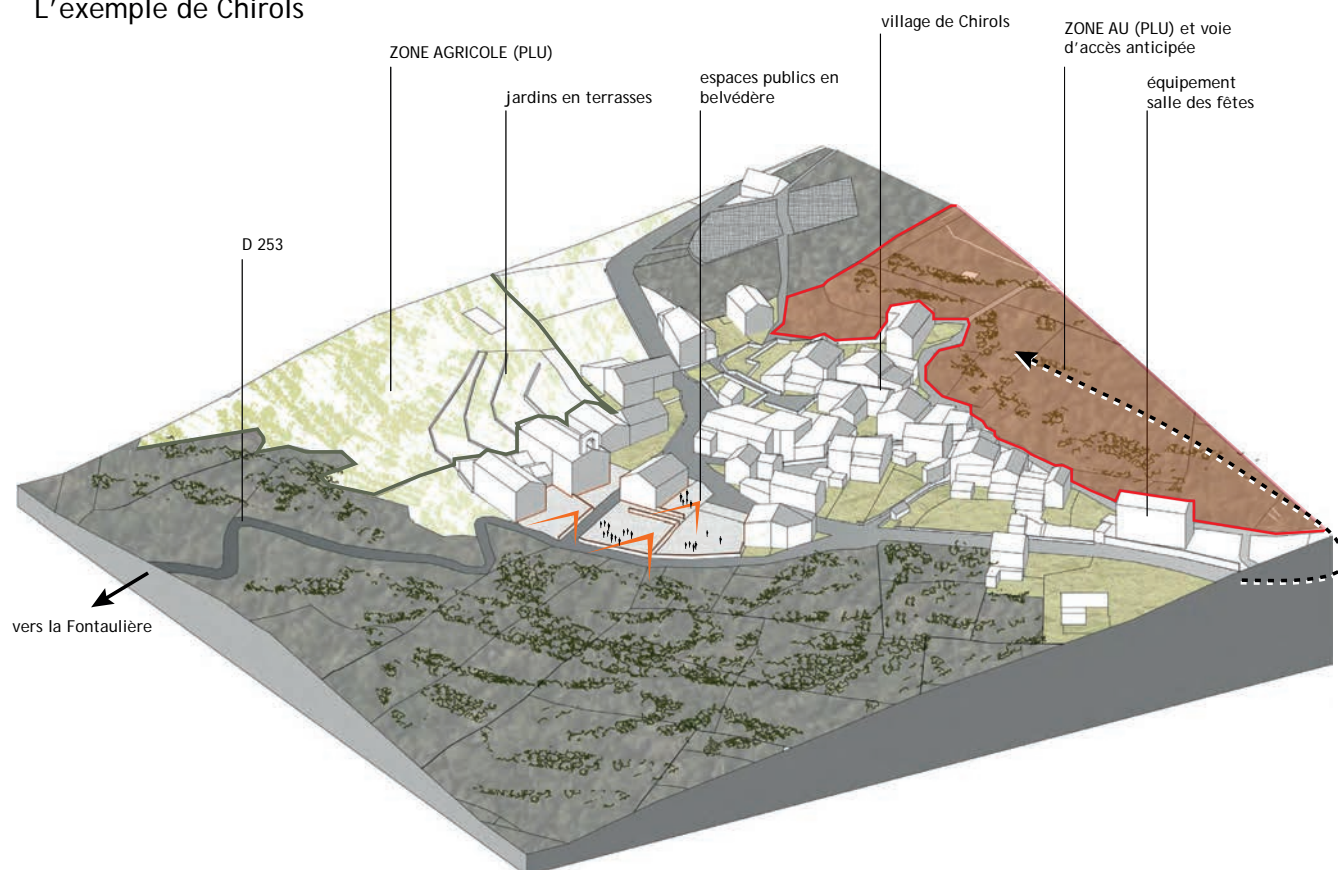 L'exemple de Chirols
village de Chirols
ZONE AU (PLU) et voie
d'accès anticipée
ZONE AGRICOLE (PLU)
espaces publics en
belvédère
équipement
salle des fêtes
jardins en terrasses
D 253
vers la Fontaulière